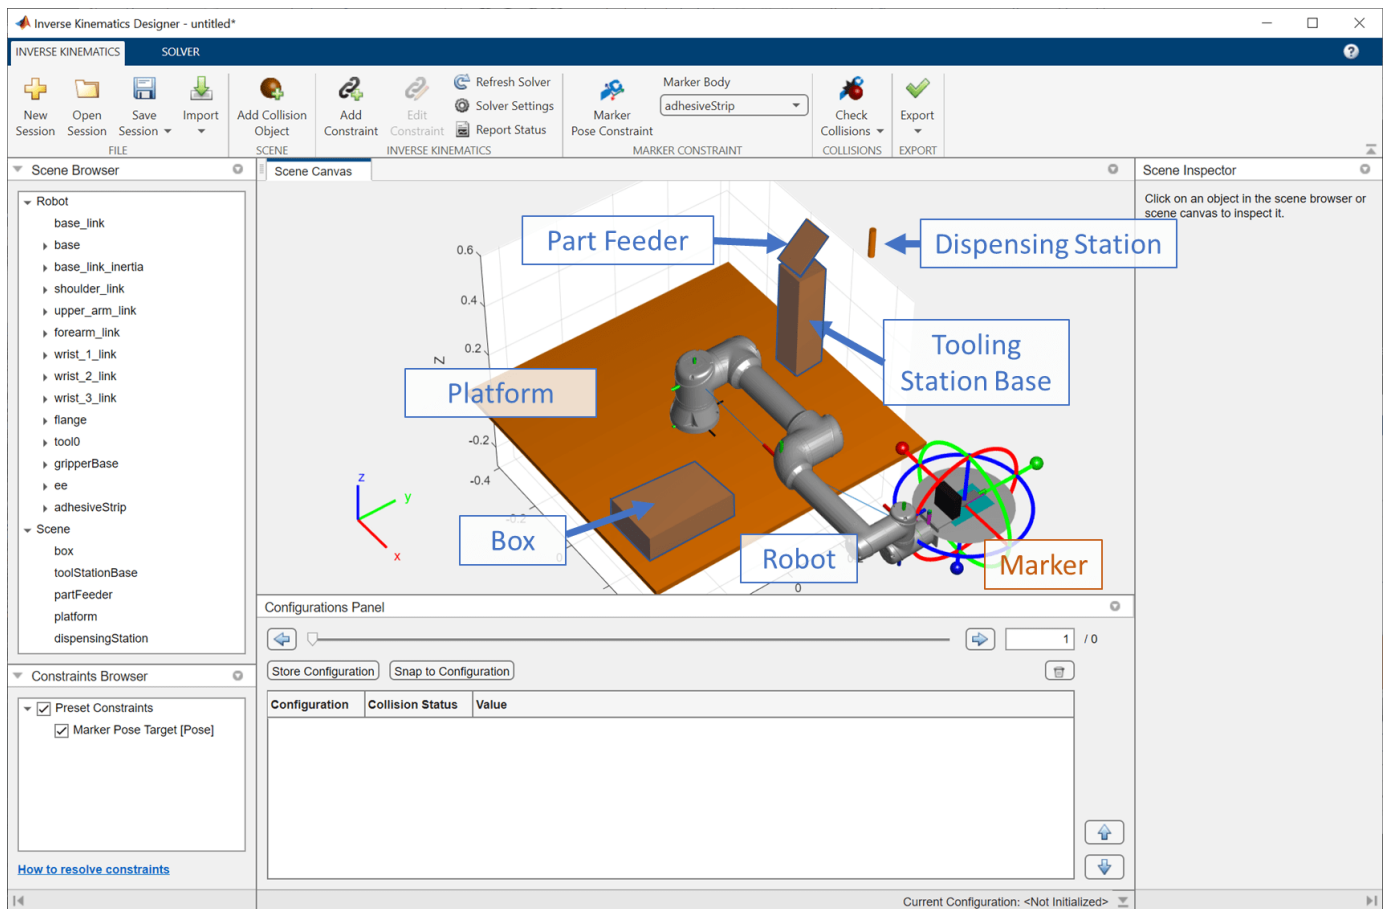 Inverse Kinematics Designer - untitled*
INVERSE KINEMATICS
SOLVER
?
New Session
Open Session
Save Session
Import
FILE
Add Collision Object
SCENE
Add Constraint
Edit Constraint
Refresh Solver
Solver Settings
Report Status
INVERSE KINEMATICS
Marker Pose Constraint
Marker Body
adhesiveStrip
MARKER CONSTRAINT
Check Collisions
COLLISIONS
Export
EXPORT
Scene Browser
Robot
base_link
base
base_link_inertia
shoulder_link
upper_arm_link
forearm_link
wrist_1_link
wrist_2_link
wrist_3_link
flange
tool0
gripperBase
ee
adhesiveStrip
Scene
box
toolStationBase
partFeeder
platform
dispensingStation
Constraints Browser
Preset Constraints
Marker Pose Target [Pose]
How to resolve constraints
Scene Canvas
Part Feeder
Dispensing Station
Tooling
Station Base
Platform
Box
Robot
Marker
0.6
0.4
0.2
Z
-0.2
-0.4
-0.2
0
0
z
y
x
Configurations Panel
1 / 0
Store Configuration
Snap to Configuration
Configuration
Collision Status
Value
Scene Inspector
Click on an object in the scene browser or
scene canvas to inspect it.
Current Configuration: <Not Initialized>